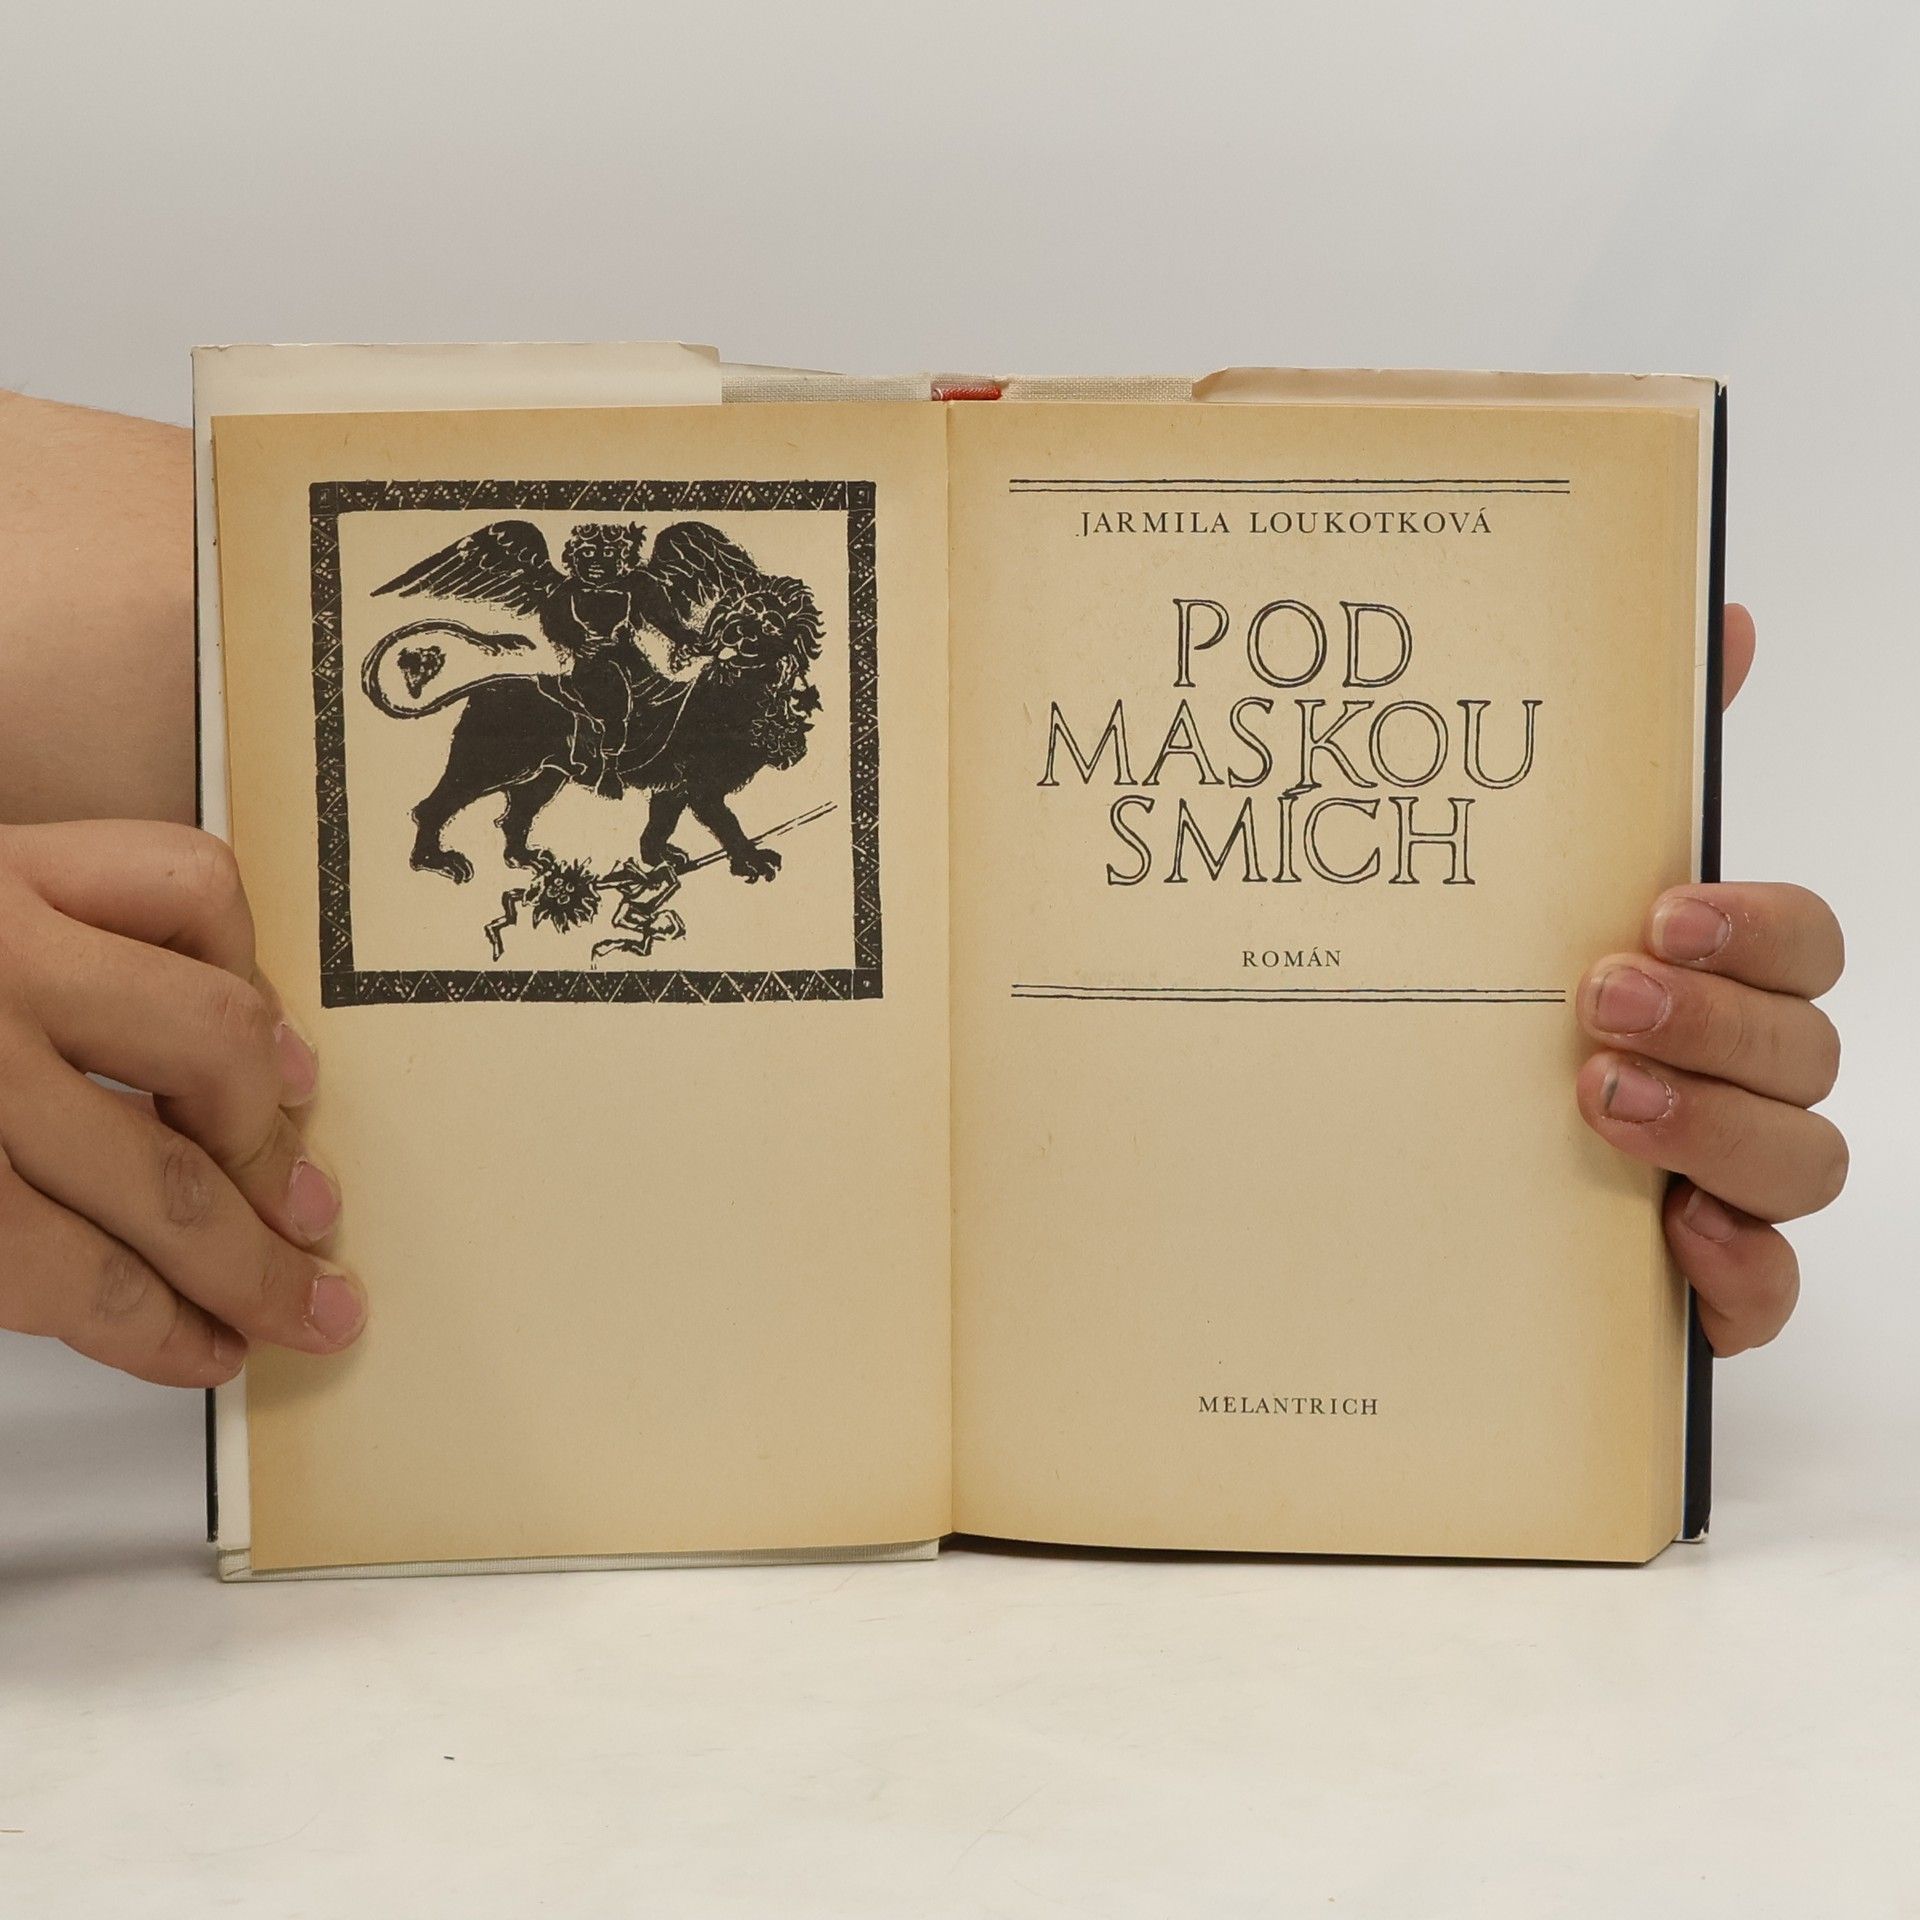 JARMILA LOUKOTKOVÁ
POD
MASKOU
SMÍCH
ROMÁN
MELANTRICH